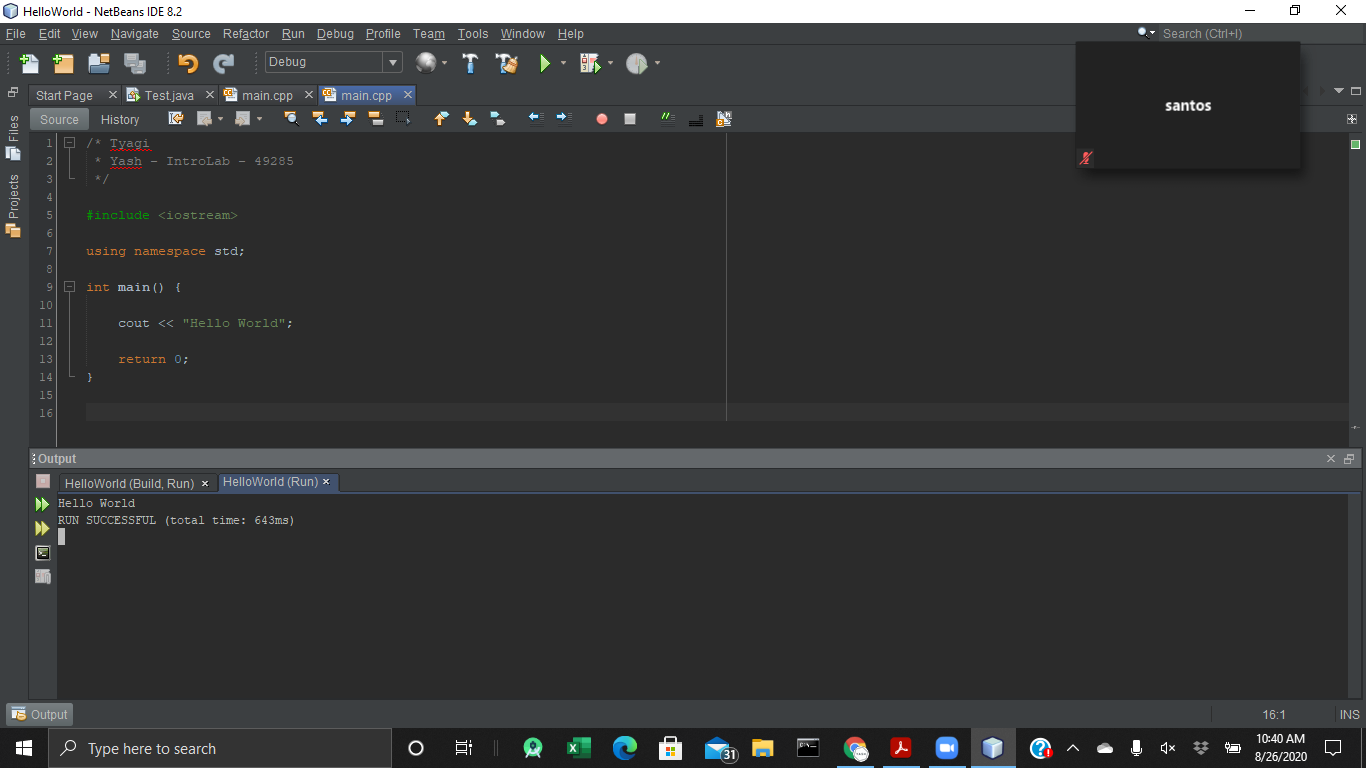 HelloWorld - NetBeans IDE 8.2
File Edit View Navigate Source Refactor Run Debug Profile Team Tools Window Help
Search (Ctrl+I)
Debug
santos
Start Page Test.java main.cpp main.cpp
Source History
Files
Projects
1 /* Tyagi
2 * Yash - IntroLab - 49285
3 */
4
5 #include <iostream>
6
7 using namespace std;
8
9 int main() {
10
11 cout << "Hello World";
12
13 return 0;
14 }
15
16
Output
HelloWorld (Build, Run) HelloWorld (Run)
Hello World
RUN SUCCESSFUL (total time: 643ms)
Output
16:1 INS
Type here to search
31
10:40 AM
8/26/2020